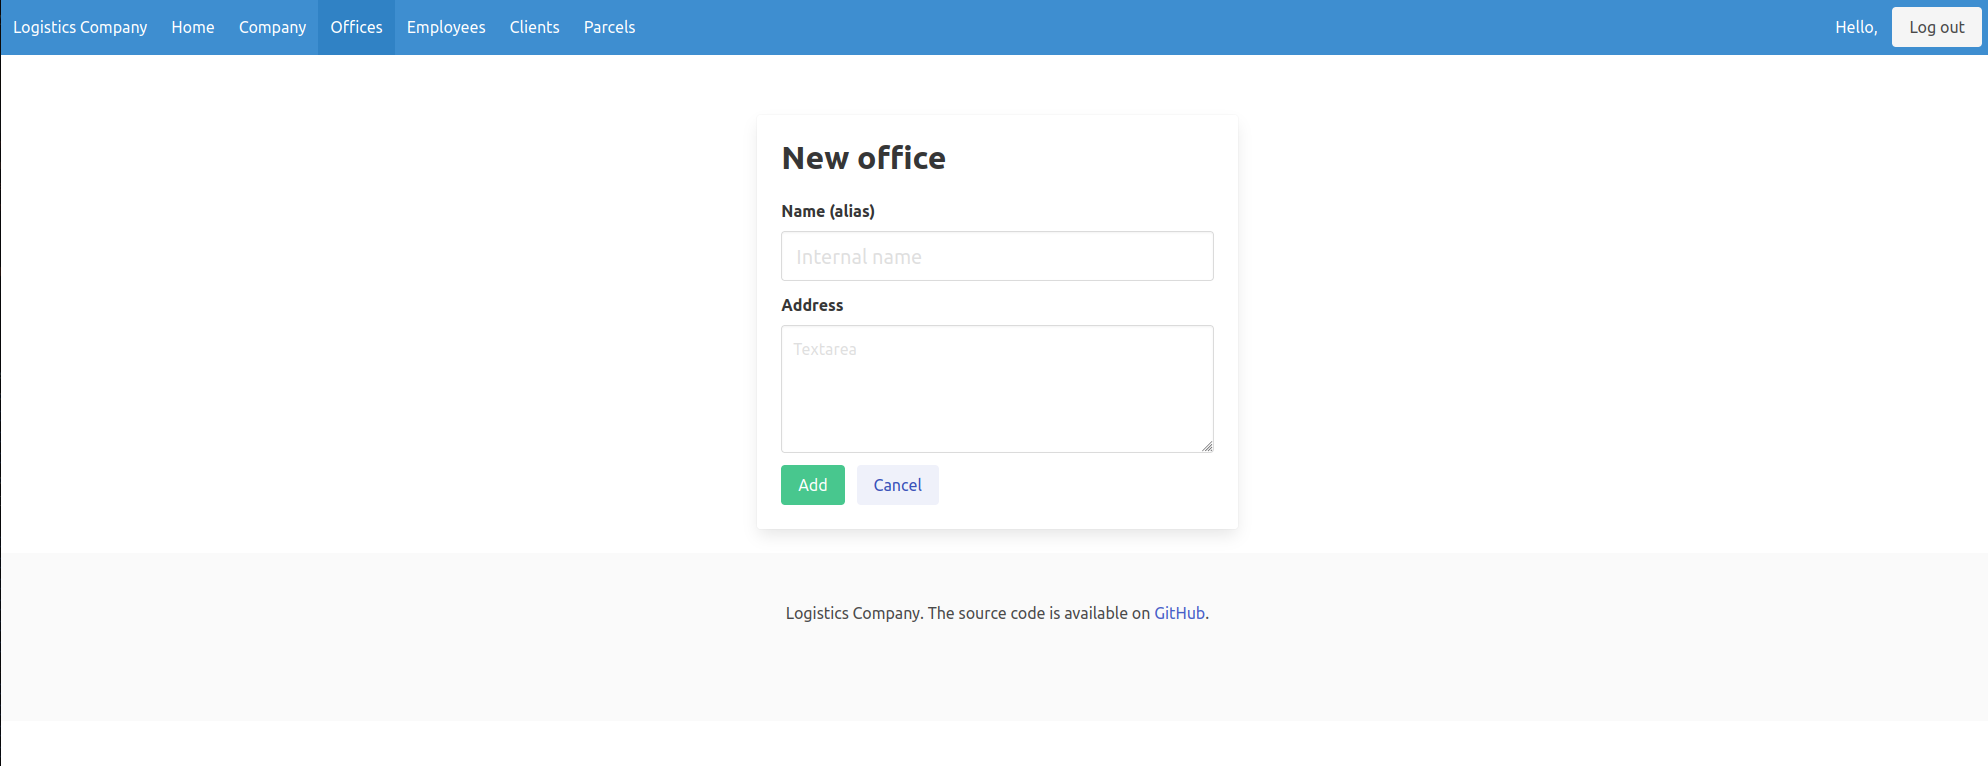 Logistics Company Home Company Offices Employees Clients Parcels Hello, Log out
New office
Name (alias)
Internal name
Address
Textarea
Add Cancel
Logistics Company. The source code is available on GitHub.